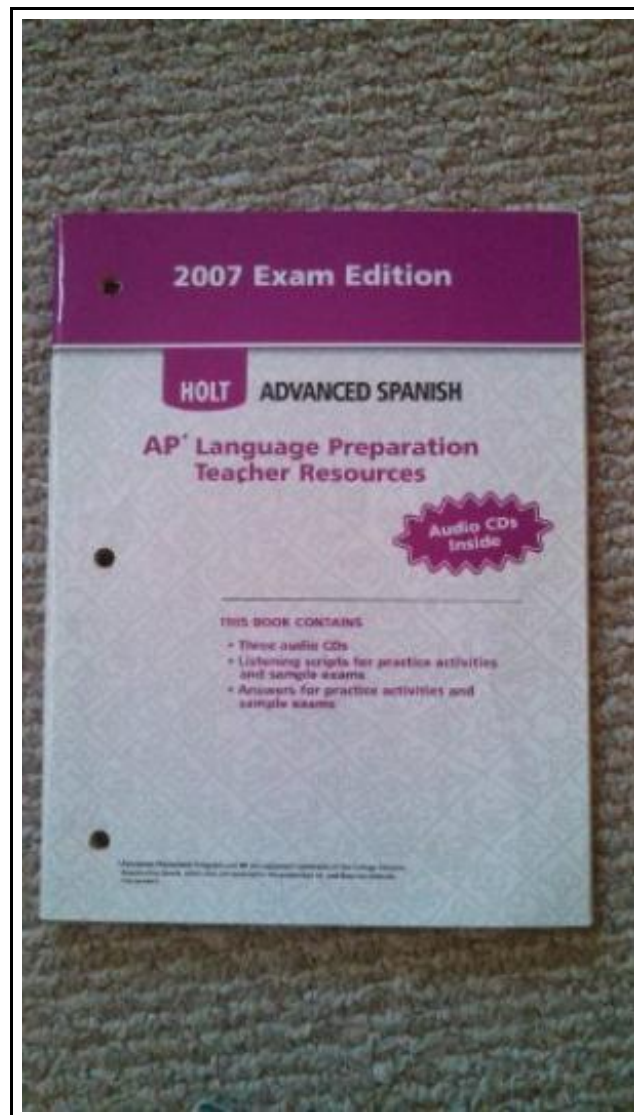 2007 Exam Edition
HOLT ADVANCED SPANISH
AP* Language Preparation
Teacher Resources
Audio CDs
Inside
THIS BOOK CONTAINS
• Three audio CDs
• Listening scripts for practice activities
and sample exams
• Answers for practice activities and
sample exams